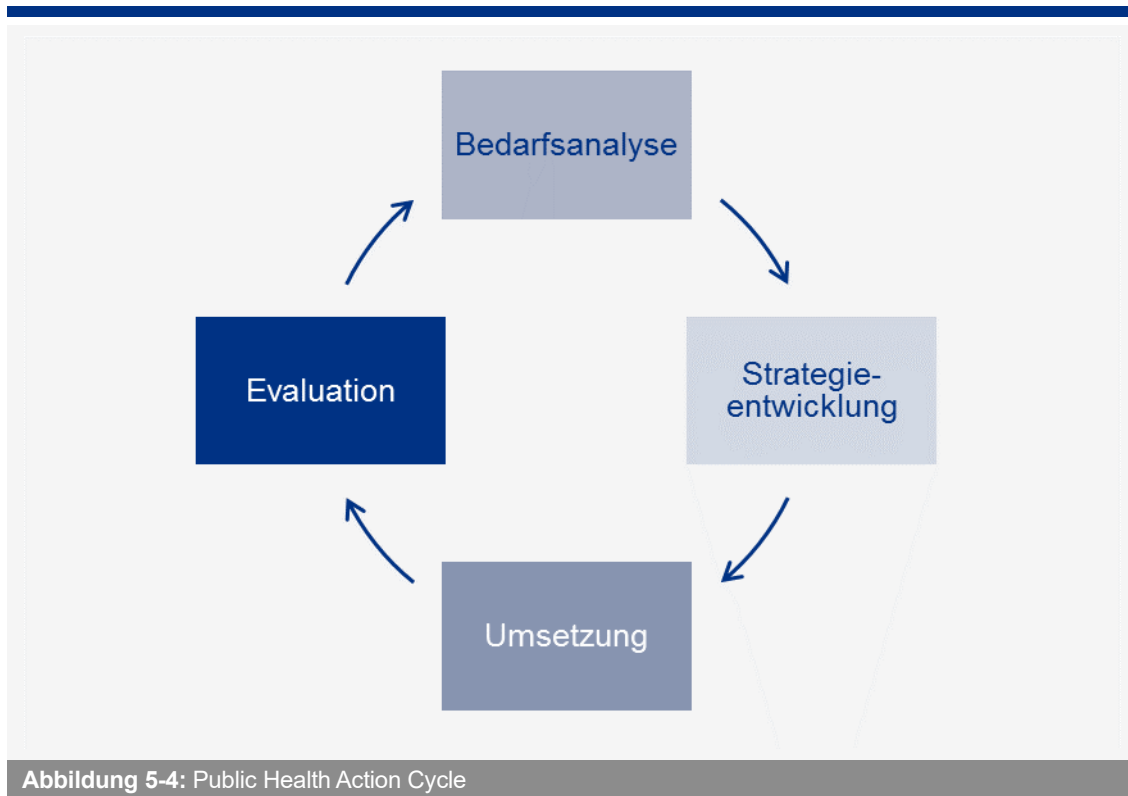 Bedarfsanalyse
Strategie-
entwicklung
Evaluation
Umsetzung
Abbildung 5-4: Public Health Action Cycle